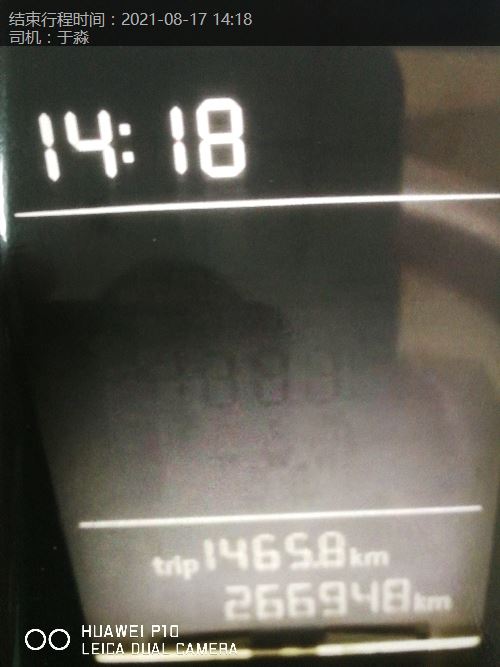 结束行程时间：2021-08-17 14:18
司机：于淼
14:18
trip 1465.8 km
266948 km
HUAWEI P10
LEICA DUAL CAMERA